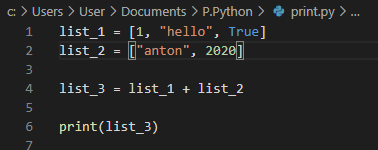 c: > Users > User > Documents > P.Python > print.py > ...
1 list_1 = [1, "hello", True]
2 list_2 = ["anton", 2020]
3
4 list_3 = list_1 + list_2
5
6 print(list_3)
7